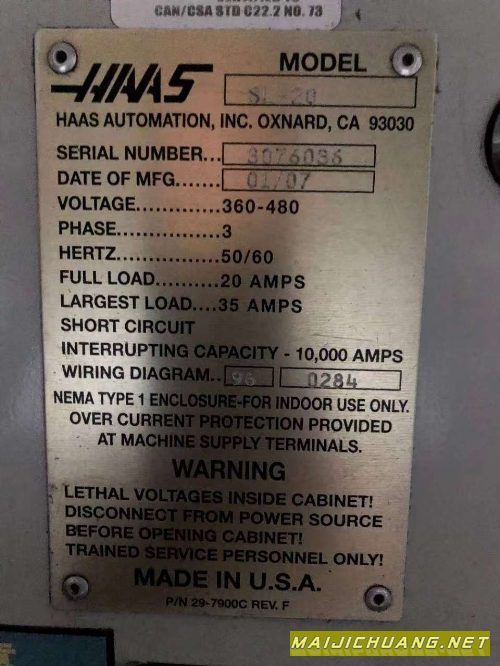 CAN/CSA STD C22.2 NO. 73
HAAS
MODEL
SL-20
HAAS AUTOMATION, INC. OXNARD, CA 93030
SERIAL NUMBER... 3076036
DATE OF MFG....... 01/07
VOLTAGE............360-480
PHASE...............3
HERTZ...............50/60
FULL LOAD.........20 AMPS
LARGEST LOAD....35 AMPS
SHORT CIRCUIT
INTERRUPTING CAPACITY - 10,000 AMPS
WIRING DIAGRAM.. 96 0284
NEMA TYPE 1 ENCLOSURE-FOR INDOOR USE ONLY.
OVER CURRENT PROTECTION PROVIDED
AT MACHINE SUPPLY TERMINALS.
WARNING
LETHAL VOLTAGES INSIDE CABINET!
DISCONNECT FROM POWER SOURCE
BEFORE OPENING CABINET!
TRAINED SERVICE PERSONNEL ONLY!
MADE IN U.S.A.
P/N 29-7900C REV. F
MAIJICHUANG.NET